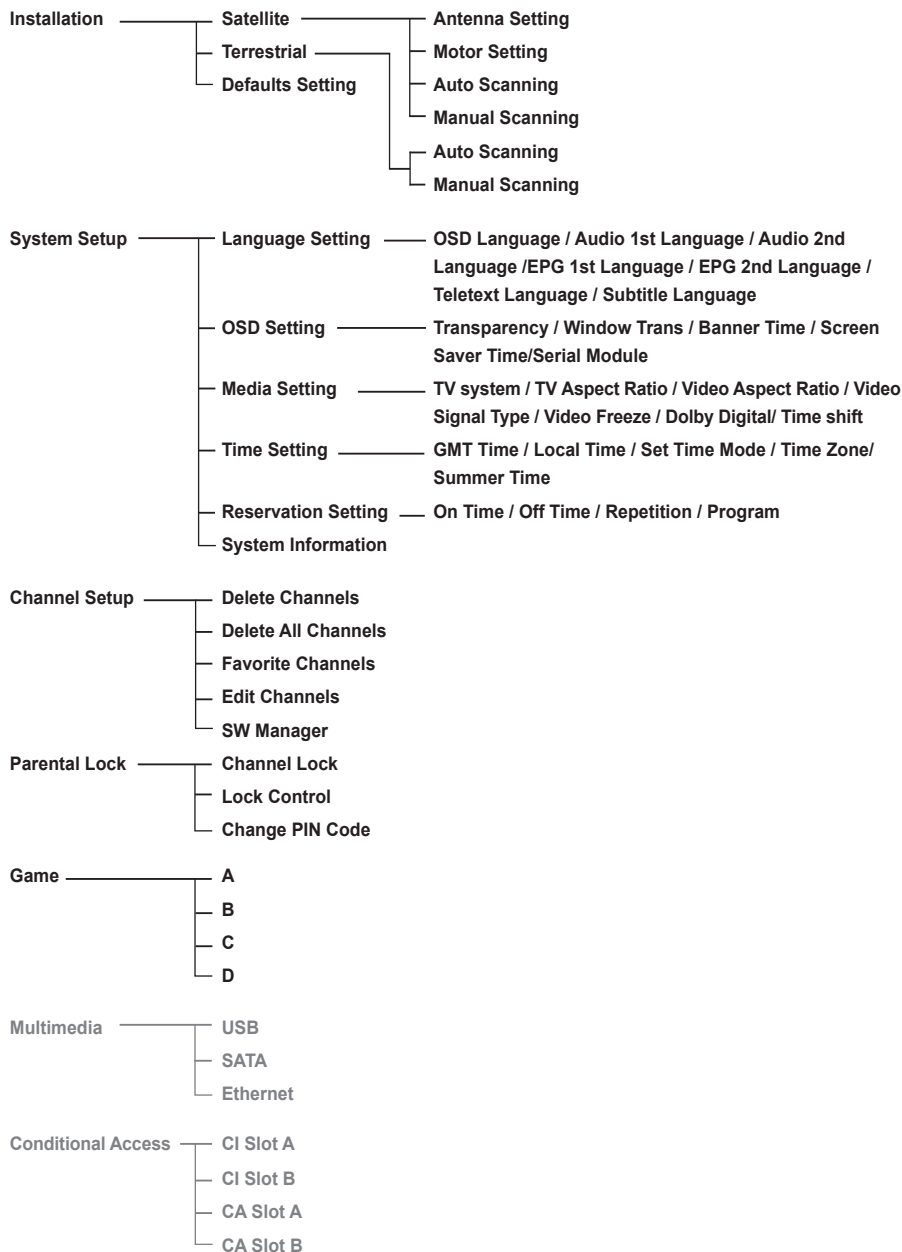 Installation
Satellite
Antenna Setting
Terrestrial
Motor Setting
Defaults Setting
Auto Scanning
Manual Scanning
Auto Scanning
Manual Scanning
System Setup
Language Setting
OSD Language / Audio 1st Language / Audio 2nd
Language /EPG 1st Language / EPG 2nd Language /
Teletext Language / Subtitle Language
OSD Setting
Transparency / Window Trans / Banner Time / Screen
Saver Time/Serial Module
Media Setting
TV system / TV Aspect Ratio / Video Aspect Ratio / Video
Signal Type / Video Freeze / Dolby Digital/ Time shift
Time Setting
GMT Time / Local Time / Set Time Mode / Time Zone/
Summer Time
Reservation Setting
On Time / Off Time / Repetition / Program
System Information
Channel Setup
Delete Channels
Delete All Channels
Favorite Channels
Edit Channels
SW Manager
Parental Lock
Channel Lock
Lock Control
Change PIN Code
Game
A
B
C
D
Multimedia
USB
SATA
Ethernet
Conditional Access
CI Slot A
CI Slot B
CA Slot A
CA Slot B